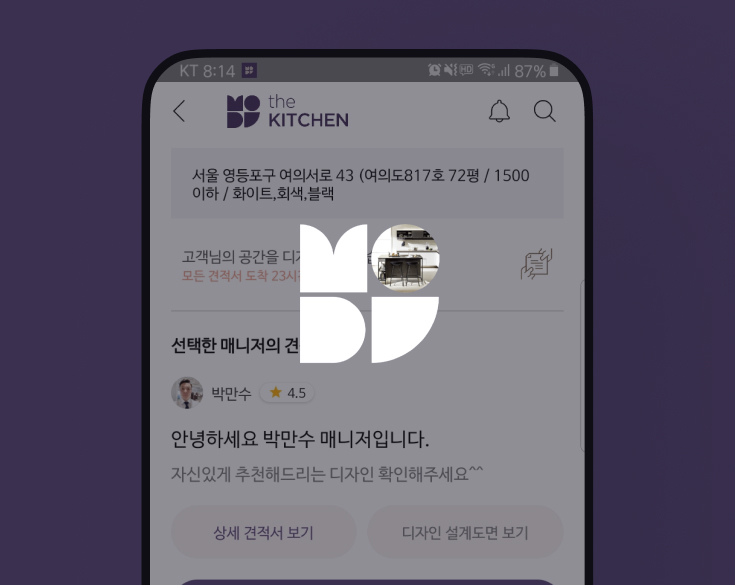 KT 8:14
HD 87%
the
KITCHEN
서울 영등포구 여의서로 43 (여의도817호 72평 / 1500
이하 / 화이트,회색,블랙
고객님의 공간을
모든 견적서 도착 23시
선택한 매니저의
박만수 4.5
안녕하세요 박만수 매니저입니다.
자신있게 추천해드리는 디자인 확인해주세요^^
상세 견적서 보기
디자인 설계도면 보기